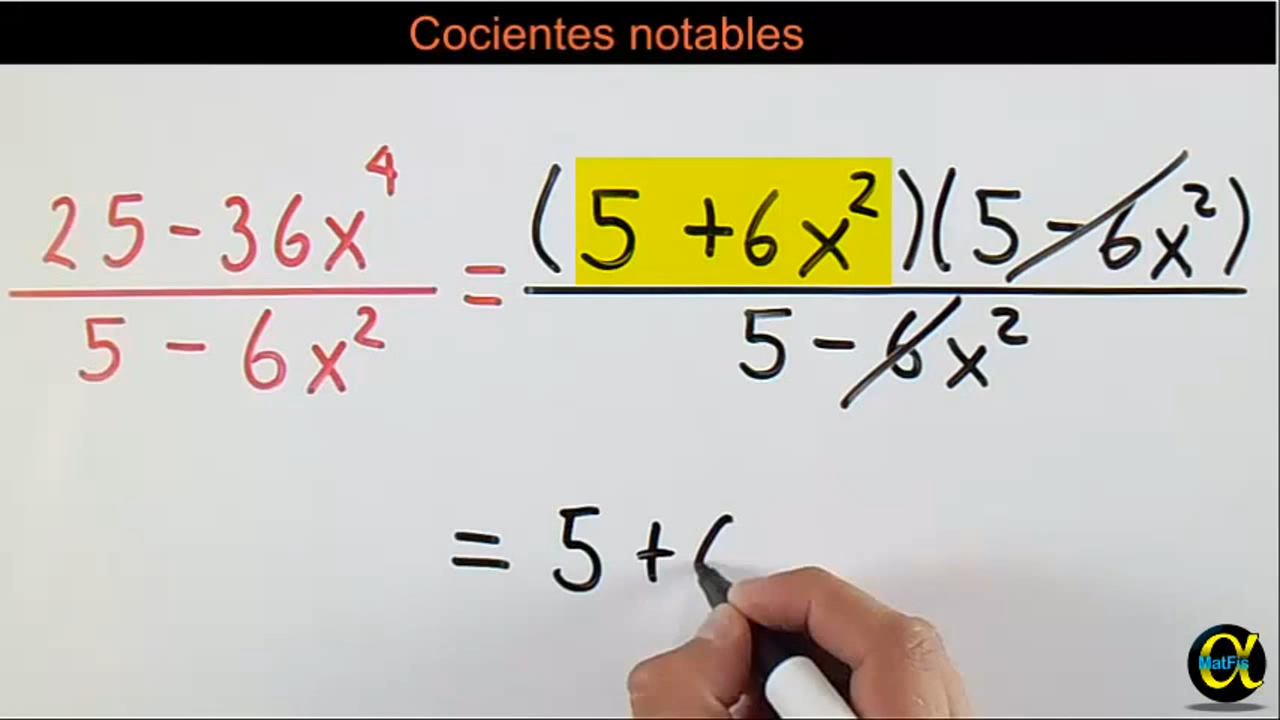 Cocientes notables
25-36x⁴ = (5+6x²)(5-6x²)
5-6x² 5-6x²
= 5+6
MatFis
α